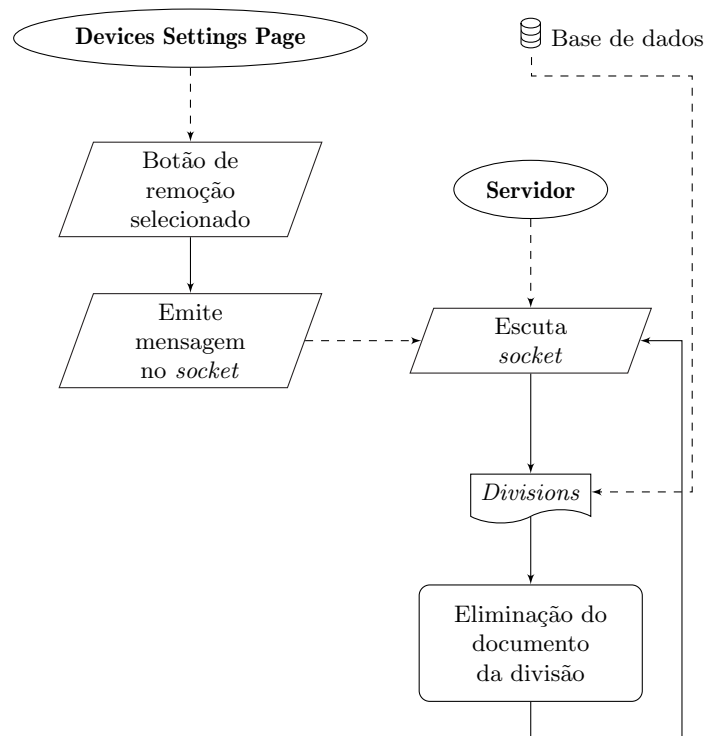 Devices Settings Page
Base de dados
Botão de
remoção
selecionado
Servidor
Emite
mensagem
no socket
Escuta
socket
Divisions
Eliminação do
documento
da divisão